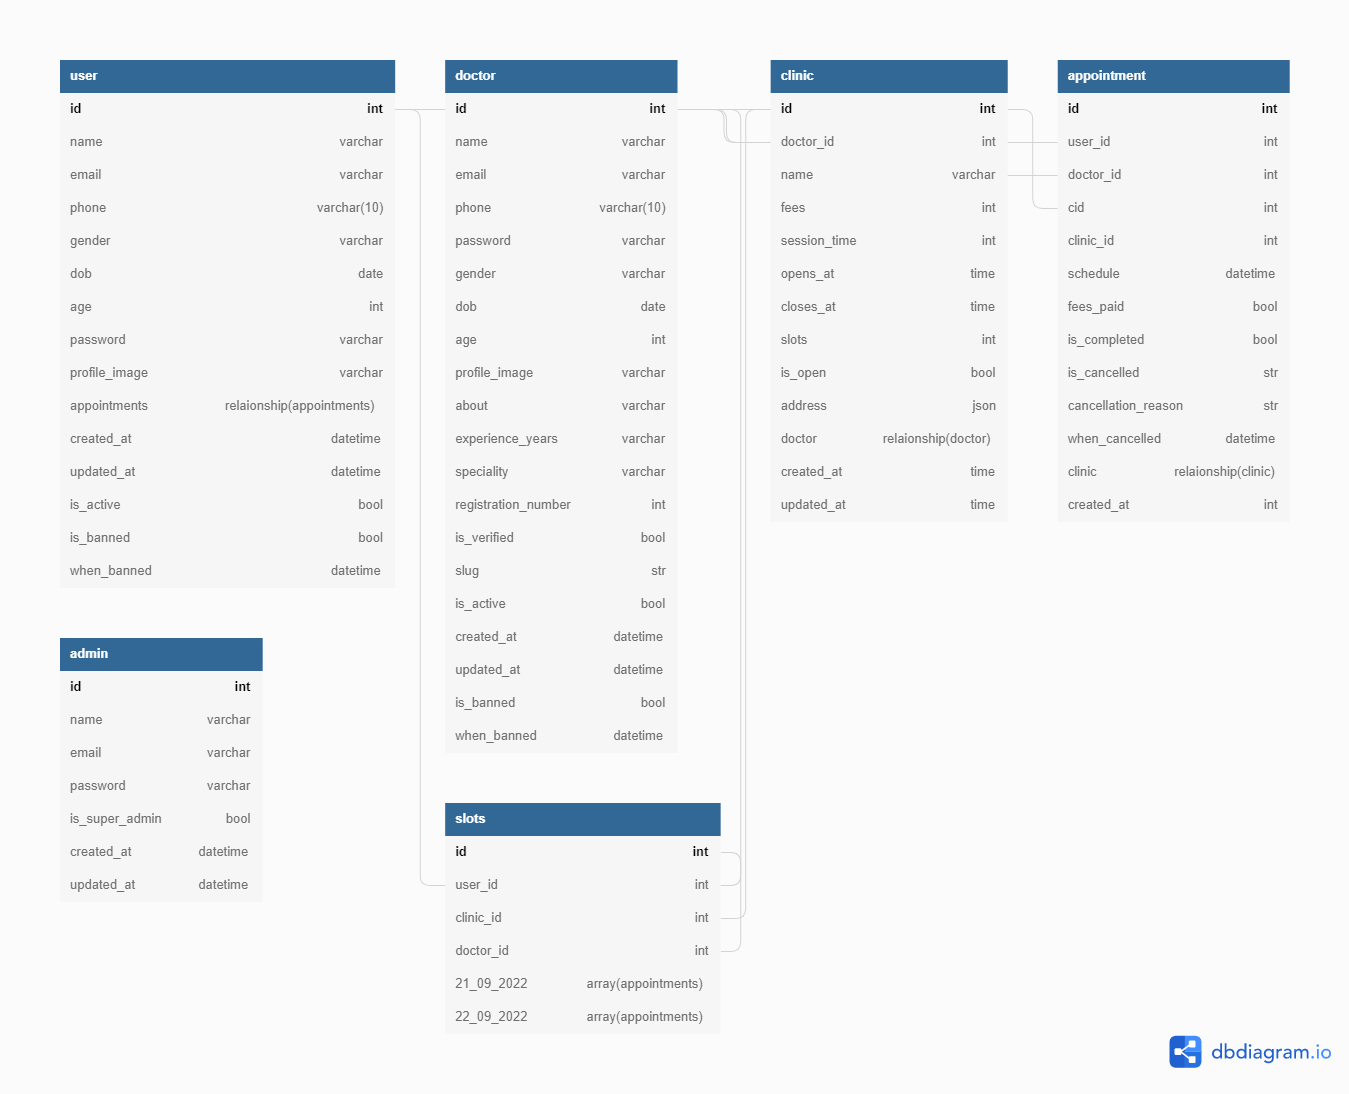 user
id int
name varchar
email varchar
phone varchar(10)
gender varchar
dob date
age int
password varchar
profile_image varchar
appointments relaionship(appointments)
created_at datetime
updated_at datetime
is_active bool
is_banned bool
when_banned datetime
doctor
id int
name varchar
email varchar
phone varchar(10)
password varchar
gender varchar
dob date
age int
profile_image varchar
about varchar
experience_years varchar
speciality varchar
registration_number int
is_verified bool
slug str
is_active bool
created_at datetime
updated_at datetime
is_banned bool
when_banned datetime
clinic
id int
doctor_id int
name varchar
fees int
session_time int
opens_at time
closes_at time
slots int
is_open bool
address json
doctor relaionship(doctor)
created_at time
updated_at time
appointment
id int
user_id int
doctor_id int
cid int
clinic_id int
schedule datetime
fees_paid bool
is_completed bool
is_cancelled str
cancellation_reason str
when_cancelled datetime
clinic relaionship(clinic)
created_at int
admin
id int
name varchar
email varchar
password varchar
is_super_admin bool
created_at datetime
updated_at datetime
slots
id int
user_id int
clinic_id int
doctor_id int
21_09_2022 array(appointments)
22_09_2022 array(appointments)
dbdiagram.io